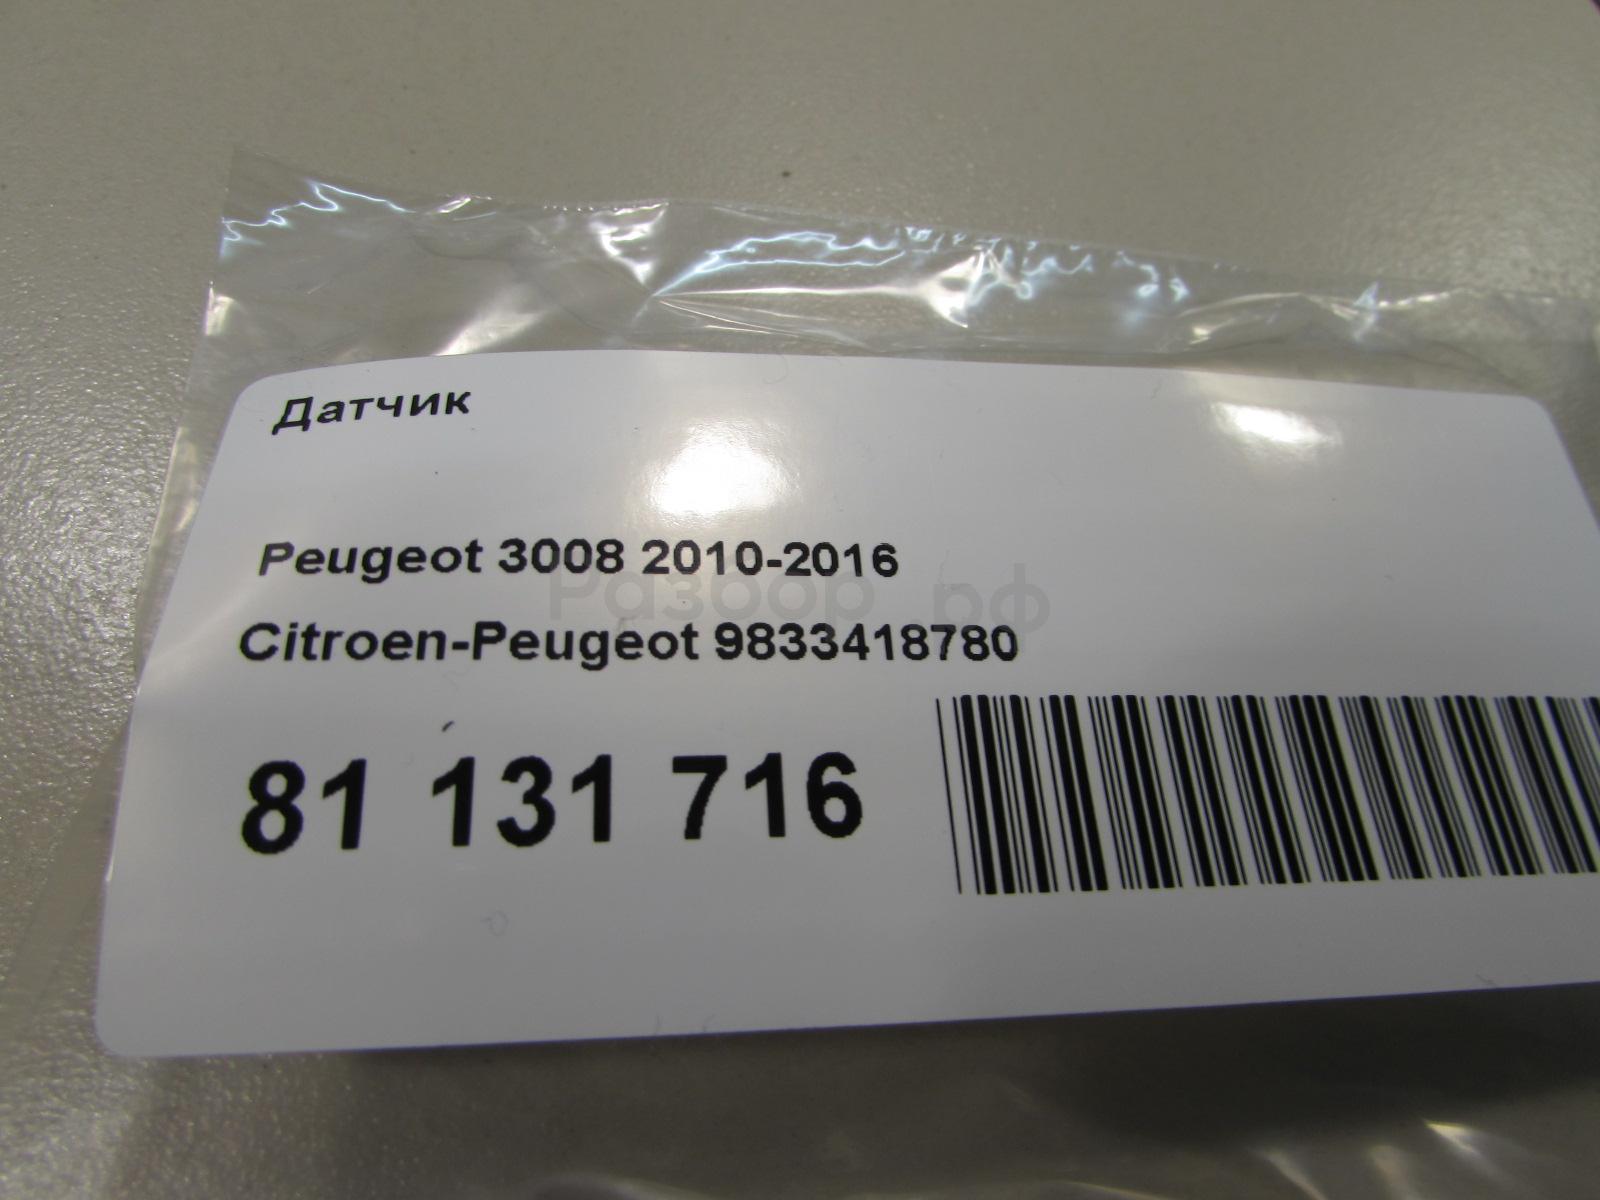 Датчик
Peugeot 3008 2010-2016
Разбор рф
Citroen-Peugeot 9833418780
81 131 716